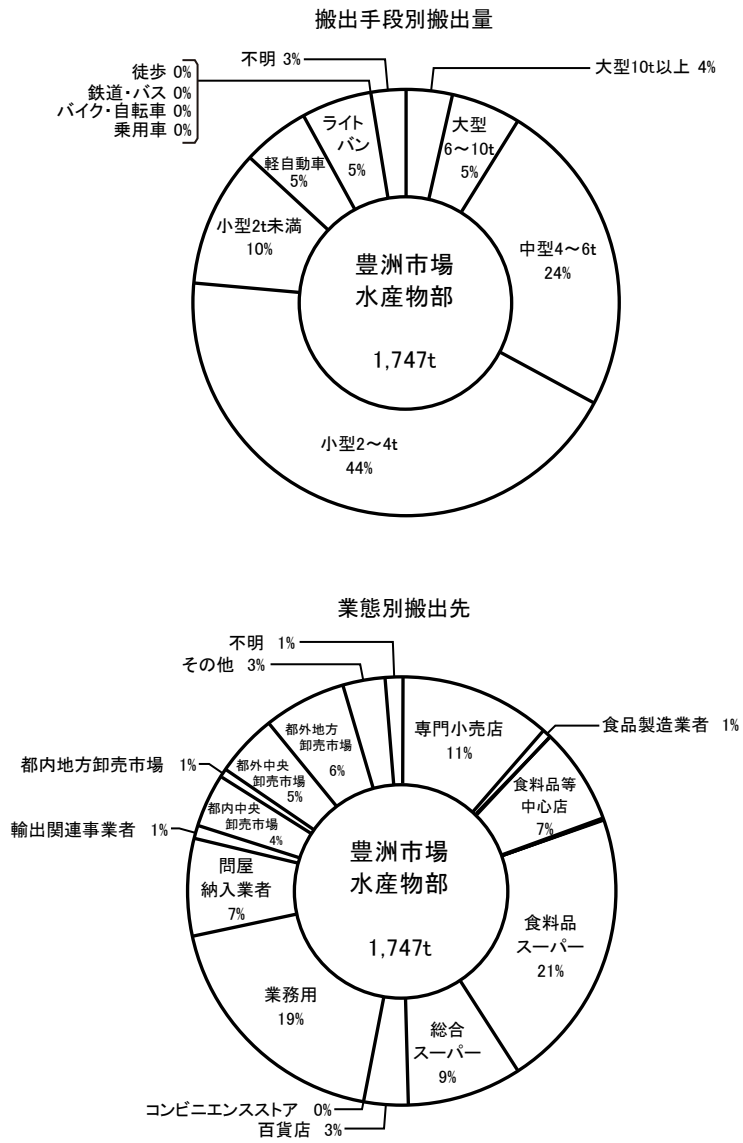 搬出手段別搬出量
不明 3%
大型10t以上 4%
徒歩 0%
鉄道・バス 0%
バイク・自転車 0%
乗用車 0%
ライト
バン
5%
大型
6～10t
5%
軽自動車
5%
小型2t未満
10%
中型4～6t
24%
豊洲市場
水産物部
1,747t
小型2～4t
44%
業態別搬出先
不明 1%
その他 3%
専門小売店
11%
食品製造業者 1%
都外地方
卸売市場
6%
都内地方卸売市場 1%
都外中央
卸売市場
5%
食料品等
中心店
7%
都内中央
卸売市場
4%
輸出関連事業者 1%
豊洲市場
水産物部
1,747t
問屋
納入業者
7%
食料品
スーパー
21%
業務用
19%
総合
スーパー
9%
コンビニエンスストア 0%
百貨店 3%